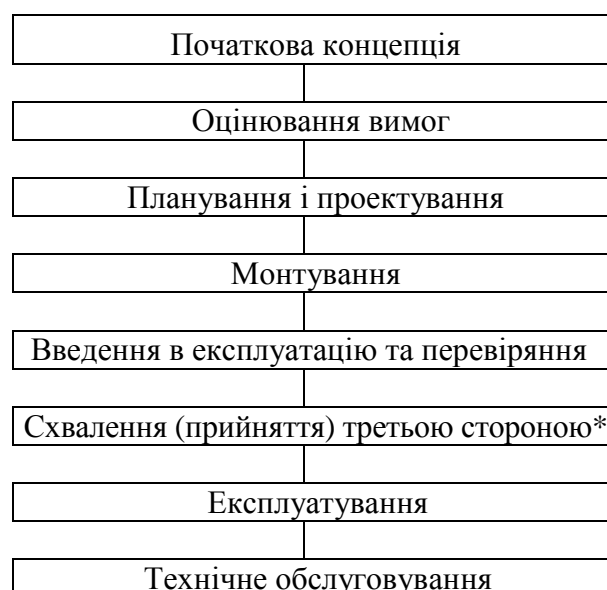 Початкова концепція
Оцінювання вимог
Планування і проектування
Монтування
Введення в експлуатацію та перевіряння
Схвалення (прийняття) третьою стороною*
Експлуатування
Технічне обслуговування